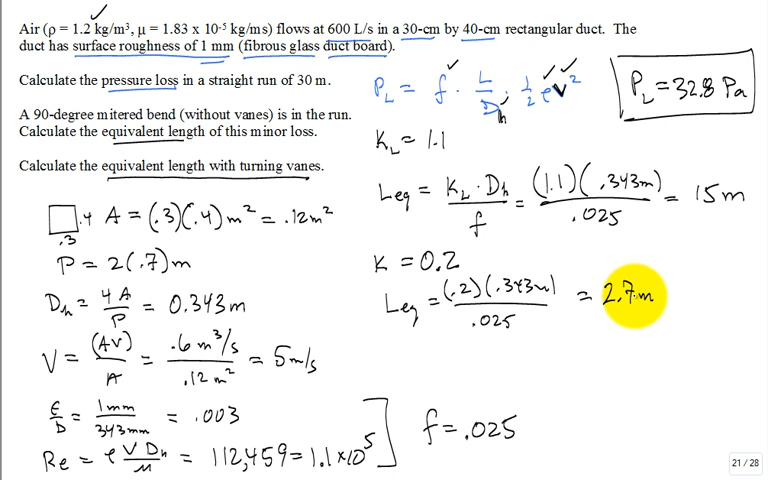 Air (ρ = 1.2 kg/m³, μ = 1.83 x 10⁻⁵ kg/ms) flows at 600 L/s in a 30-cm by 40-cm rectangular duct. The
duct has surface roughness of 1 mm (fibrous glass duct board).
Calculate the pressure loss in a straight run of 30 m.
A 90-degree mitered bend (without vanes) is in the run.
Calculate the equivalent length of this minor loss.
Calculate the equivalent length with turning vanes.
.4
.3
A = (.3)(.4) m² = .12m²
P = 2(.7)m
D_h = 4A/P = 0.343m
V = (AV)/A = .6 m³/s / .12 m² = 5 m/s
ε/D = 1mm/343mm = .003
Re = ρVD_h/μ = 112,459 = 1.1 × 10⁵
f = .025
P_L = f · L/D_h · ½ρV²
P_L = 32.8 Pa
K_L = 1.1
Leq = K_L · D_h / f = (1.1)(.343m) / .025 = 15m
K = 0.2
Leq = (.2)(.343m) / .025 = 2.7m
21 / 28